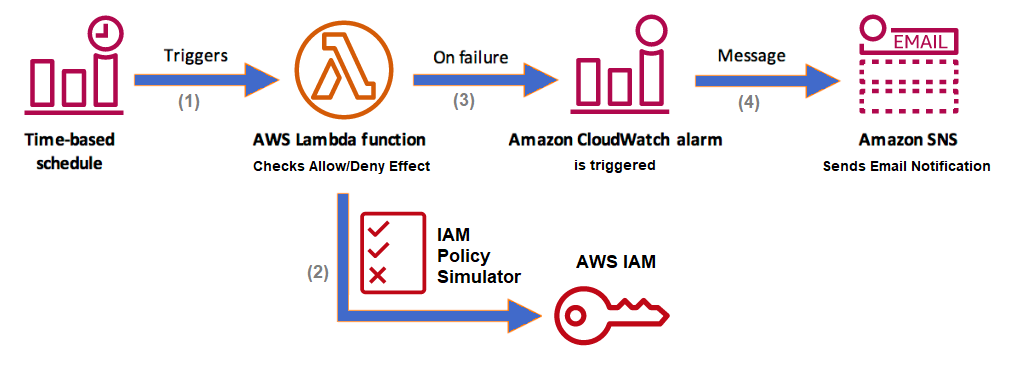 EMAIL
Triggers
On failure
Message
(1)
(3)
(4)
Time-based
schedule
AWS Lambda function
Checks Allow/Deny Effect
Amazon CloudWatch alarm
is triggered
Amazon SNS
Sends Email Notification
(2)
IAM
Policy
Simulator
AWS IAM